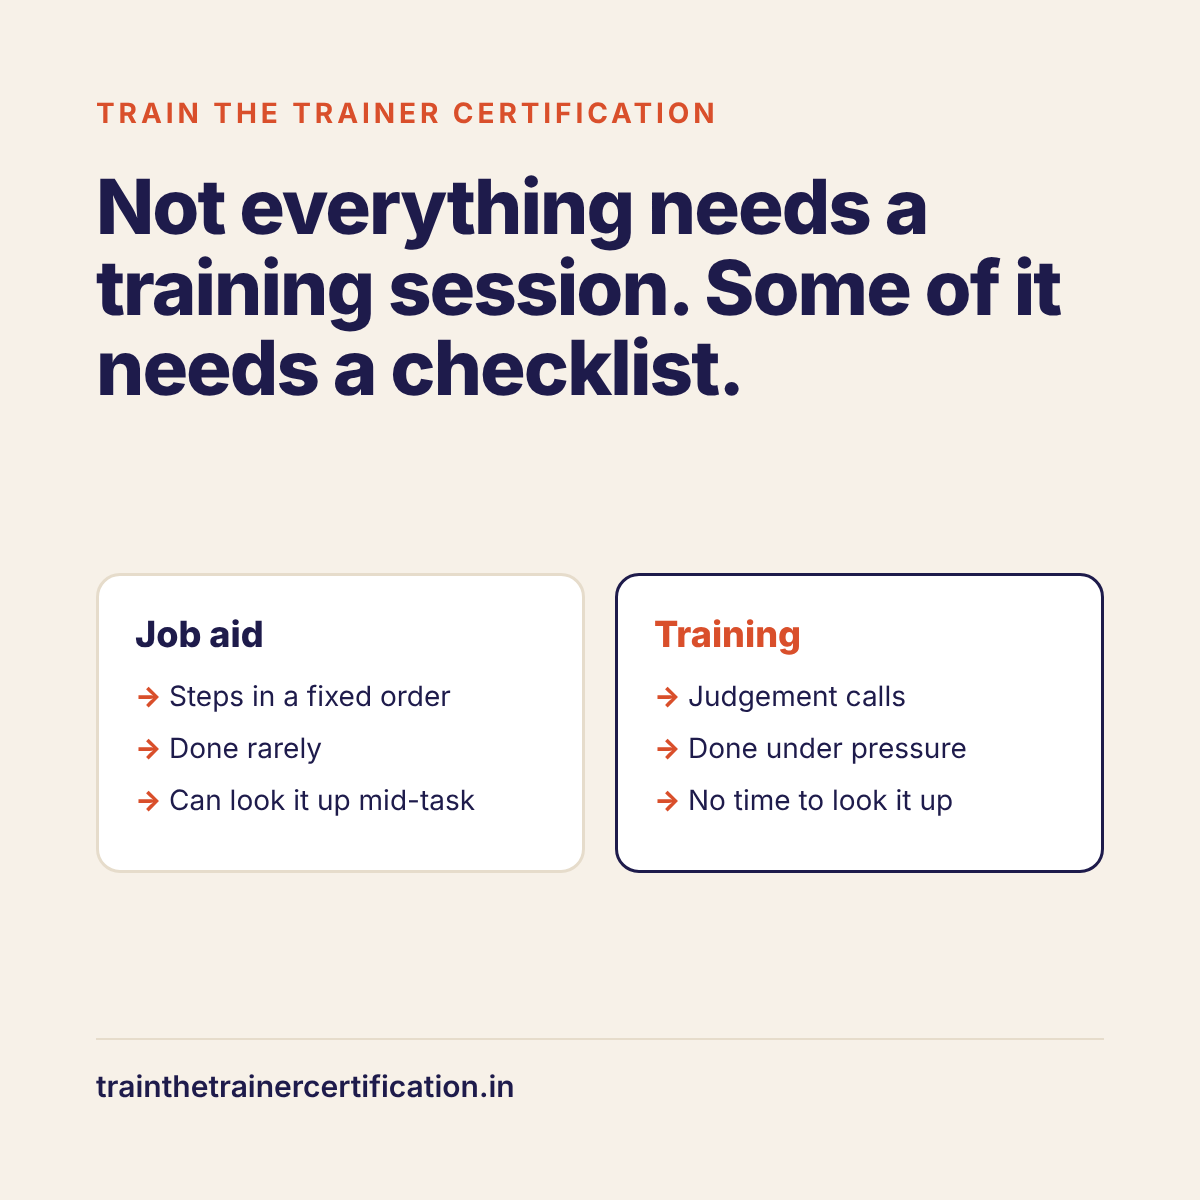 TRAIN THE TRAINER CERTIFICATION
Not everything needs a
training session. Some of it
needs a checklist.
Job aid
→ Steps in a fixed order
→ Done rarely
→ Can look it up mid-task
Training
→ Judgement calls
→ Done under pressure
→ No time to look it up
trainthetrainercertification.in